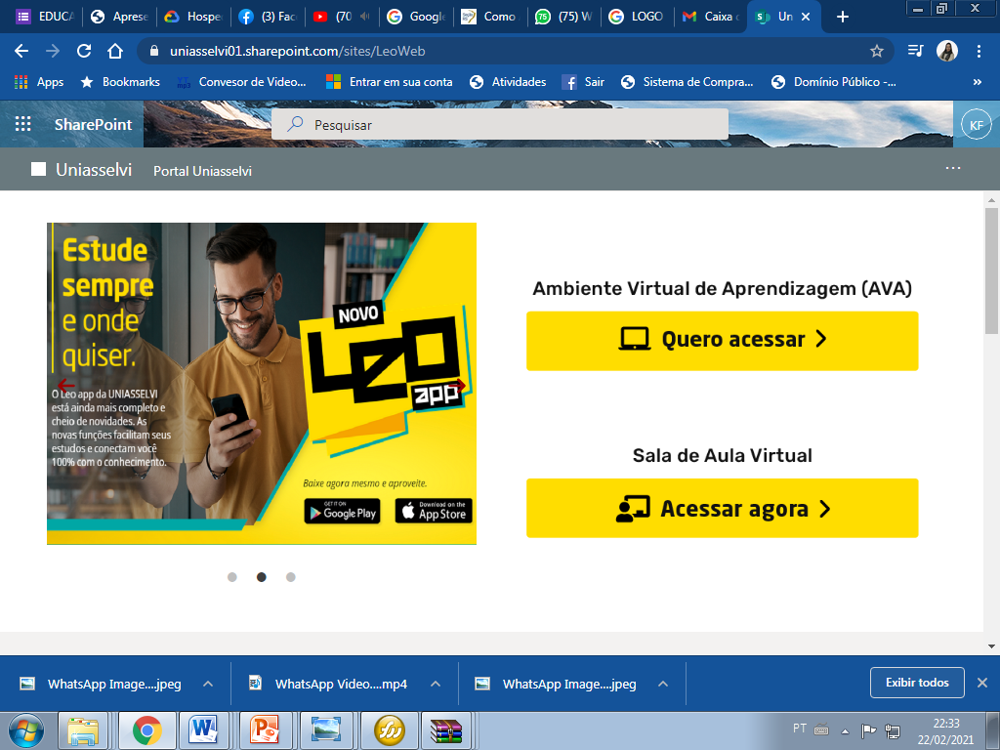 EDUCA
Aprese
Hospe
(3) Fac
(70
Google
Como
(75) W
LOGO
Caixa d
Un
uniasselvi01.sharepoint.com/sites/LeoWeb
Apps
Bookmarks
Convesor de Video...
Entrar em sua conta
Atividades
Sair
Sistema de Compra...
Domínio Público -...
»
SharePoint
Pesquisar
KF
Uniasselvi
Portal Uniasselvi
...
Estude
sempre
e onde
quiser.
O Leo app da UNIASSELVI
está ainda mais completo e
cheio de novidades. As
novas funções facilitam seus
estudos e conectam você
100% com o conhecimento.
NOVO
Leo
app
Baixe agora mesmo e aproveite.
GET IT ON
Google Play
Download on the
App Store
Ambiente Virtual de Aprendizagem (AVA)
Quero acessar
Sala de Aula Virtual
Acessar agora
WhatsApp Image....jpeg
WhatsApp Video....mp4
WhatsApp Image....jpeg
Exibir todos
PT
22:33
22/02/2021